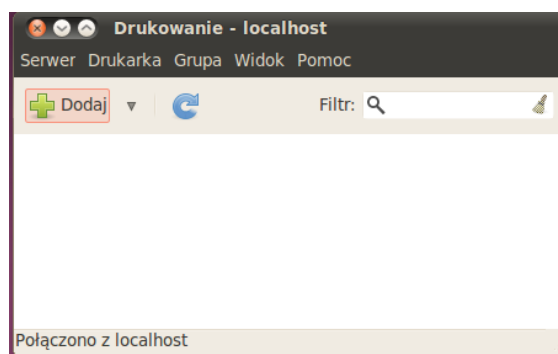 Drukowanie - localhost
Serwer Drukarka Grupa Widok Pomoc
Dodaj Filtr:
Połączono z localhost